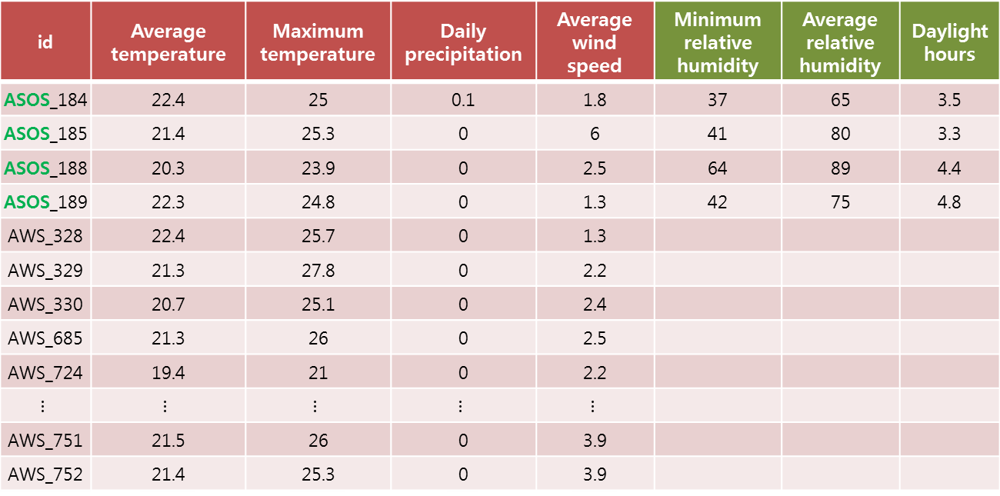 id Average temperature Maximum temperature Daily precipitation Average wind speed Minimum relative humidity Average relative humidity Daylight hours
ASOS_184 22.4 25 0.1 1.8 37 65 3.5
ASOS_185 21.4 25.3 0 6 41 80 3.3
ASOS_188 20.3 23.9 0 2.5 64 89 4.4
ASOS_189 22.3 24.8 0 1.3 42 75 4.8
AWS_328 22.4 25.7 0 1.3
AWS_329 21.3 27.8 0 2.2
AWS_330 20.7 25.1 0 2.4
AWS_685 21.3 26 0 2.5
AWS_724 19.4 21 0 2.2
⋮ ⋮ ⋮ ⋮ ⋮
AWS_751 21.5 26 0 3.9
AWS_752 21.4 25.3 0 3.9